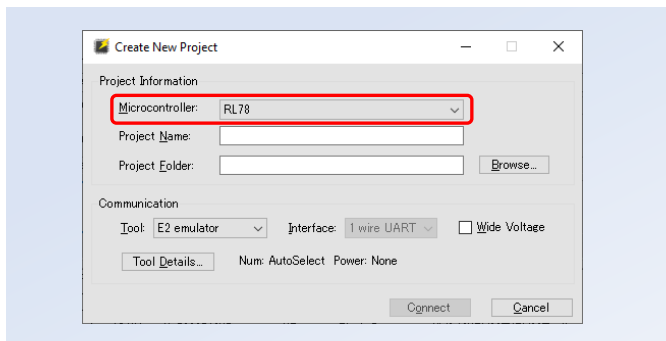 Create New Project
Project Information
Microcontroller: RL78
Project Name:
Project Folder: Browse...
Communication
Tool: E2 emulator Interface: 1 wire UART Wide Voltage
Tool Details... Num: AutoSelect Power: None
Connect Cancel